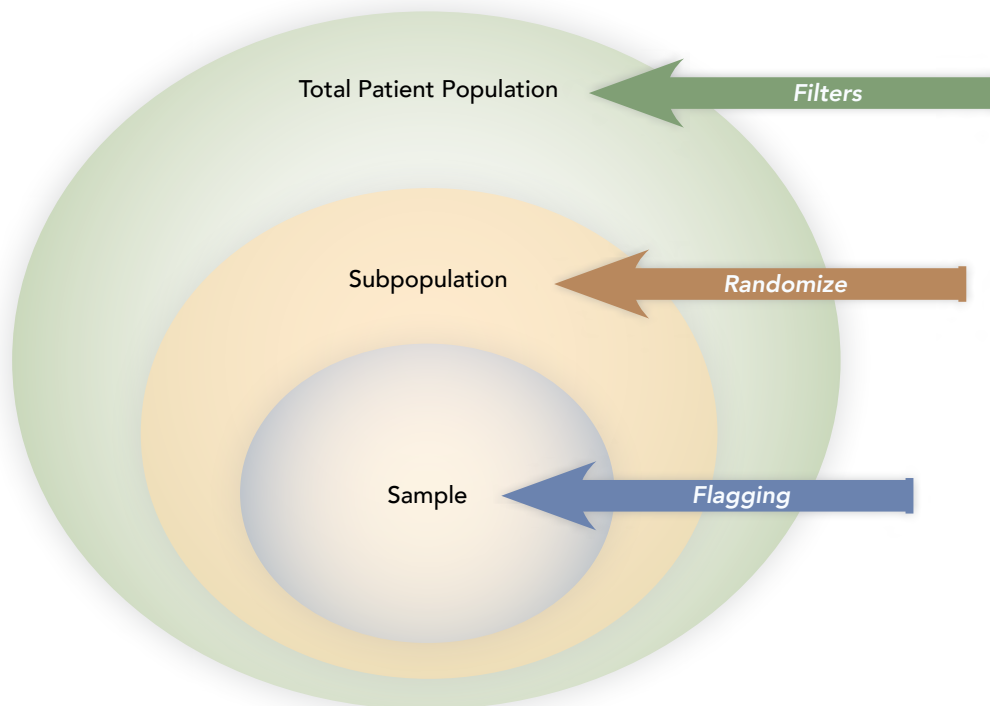 Total Patient Population
Filters
Subpopulation
Randomize
Sample
Flagging